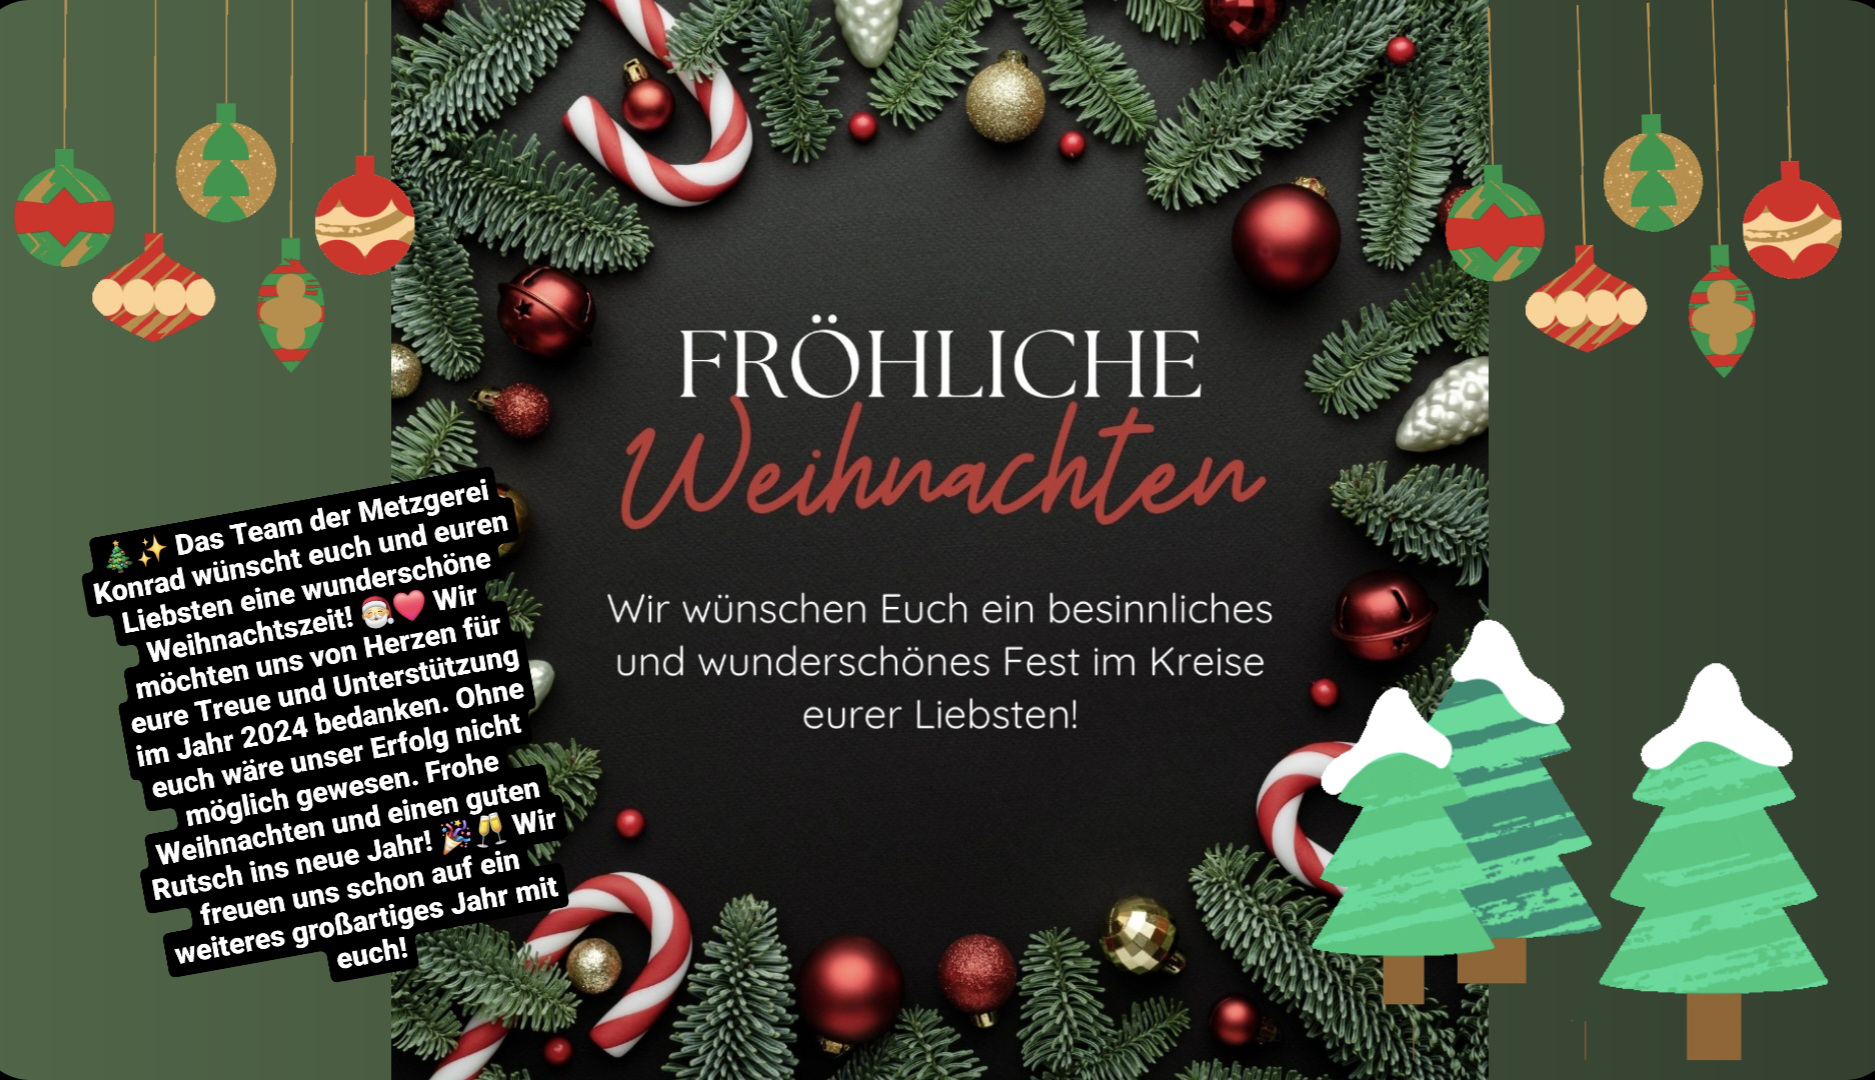 FRÖHLICHE
Weihnachten
Wir wünschen Euch ein besinnliches
und wunderschönes Fest im Kreise
eurer Liebsten!
🎄✨ Das Team der Metzgerei
Konrad wünscht euch und euren
Liebsten eine wunderschöne
Weihnachtszeit! 🎅❤️ Wir
möchten uns von Herzen für
eure Treue und Unterstützung
im Jahr 2024 bedanken. Ohne
euch wäre unser Erfolg nicht
möglich gewesen. Frohe
Weihnachten und einen guten
Rutsch ins neue Jahr! 🎉🥂 Wir
freuen uns schon auf ein
weiteres großartiges Jahr mit
euch!